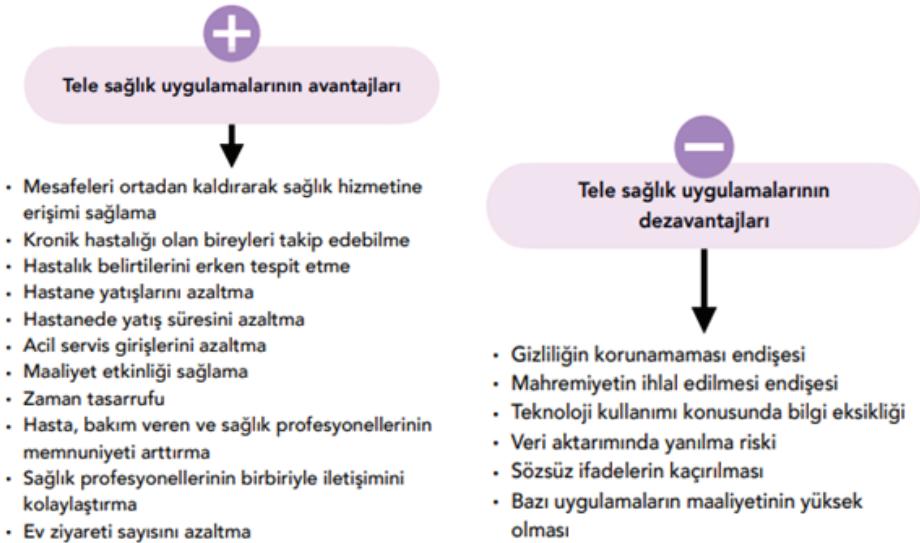 Tele sağlık uygulamalarının avantajları
• Mesafeleri ortadan kaldırarak sağlık hizmetine
erişimi sağlama
• Kronik hastalığı olan bireyleri takip edebilme
• Hastalık belirtilerini erken tespit etme
• Hastane yatışlarını azaltma
• Hastanede yatış süresini azaltma
• Acil servis girişlerini azaltma
• Maaliyet etkinliği sağlama
• Zaman tasarrufu
• Hasta, bakım veren ve sağlık profesyonellerinin
memnuniyeti arttırma
• Sağlık profesyonellerinin birbiriyle iletişimini
kolaylaştırma
• Ev ziyareti sayısını azaltma
Tele sağlık uygulamalarının
dezavantajları
• Gizliliğin korunamaması endişesi
• Mahremiyetin ihlal edilmesi endişesi
• Teknoloji kullanımı konusunda bilgi eksikliği
• Veri aktarımında yanılma riski
• Sözsüz ifadelerin kaçırılması
• Bazı uygulamaların maaliyetinin yüksek
olması